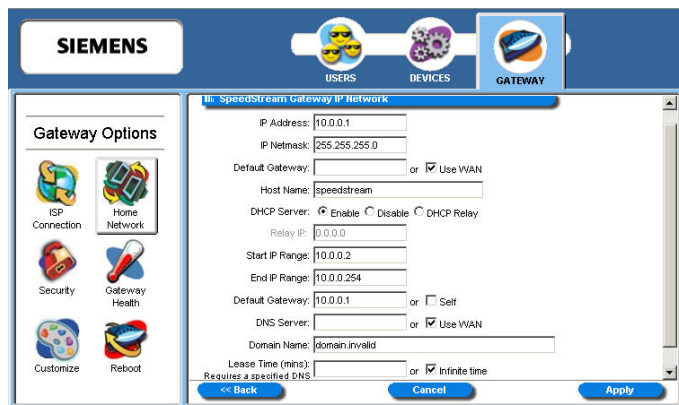 SIEMENS
USERS
DEVICES
GATEWAY
Gateway Options
ISP Connection
Home Network
Security
Gateway Health
Customize
Reboot
SpeedStream Gateway IP Network
IP Address: 10.0.0.1
IP Netmask: 255.255.255.0
Default Gateway: or Use WAN
Host Name: speedstream
DHCP Server: Enable Disable DHCP Relay
Relay IP: 0.0.0.0
Start IP Range: 10.0.0.2
End IP Range: 10.0.0.254
Default Gateway: 10.0.0.1 or Self
DNS Server: or Use WAN
Domain Name: domain.invalid
Lease Time (mins): or Infinite time
Requires a specified DNS
<< Back
Cancel
Apply